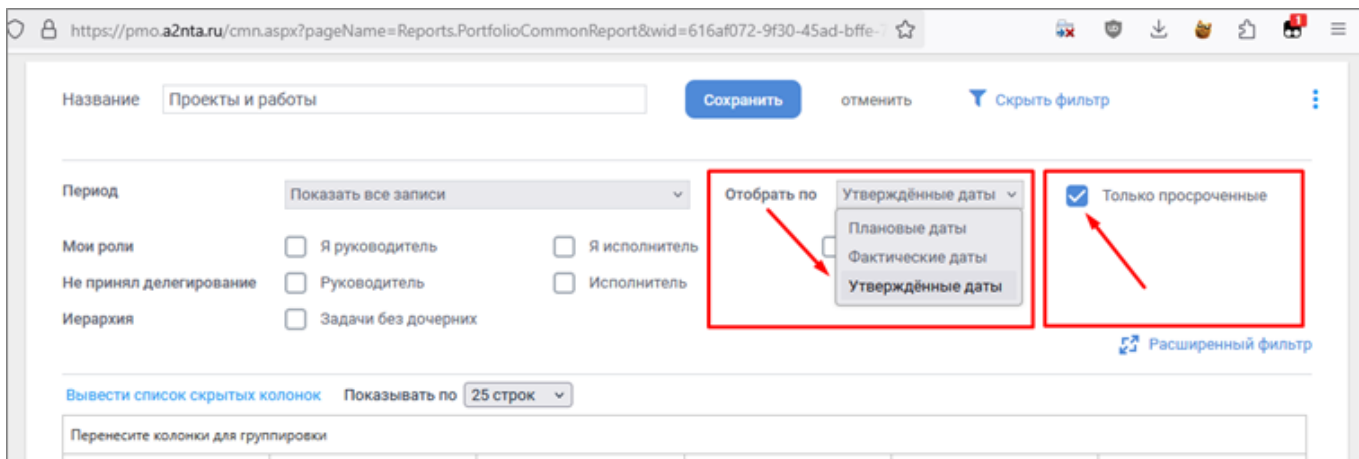 https://pmo.a2nta.ru/cmn.aspx?pageName=Reports.PortfolioCommonReport&wid=616af072-9f30-45ad-bffe-
1
Название Проекты и работы Сохранить отменить Скрыть фильтр
Период Показать все записи Отобрать по Утверждённые даты Только просроченные
Плановые даты
Мои роли Я руководитель Я исполнитель
Фактические даты
Не принял делегирование Руководитель Исполнитель Утверждённые даты
Иерархия Задачи без дочерних
Расширенный фильтр
Вывести список скрытых колонок Показывать по 25 строк
Перенесите колонки для группировки